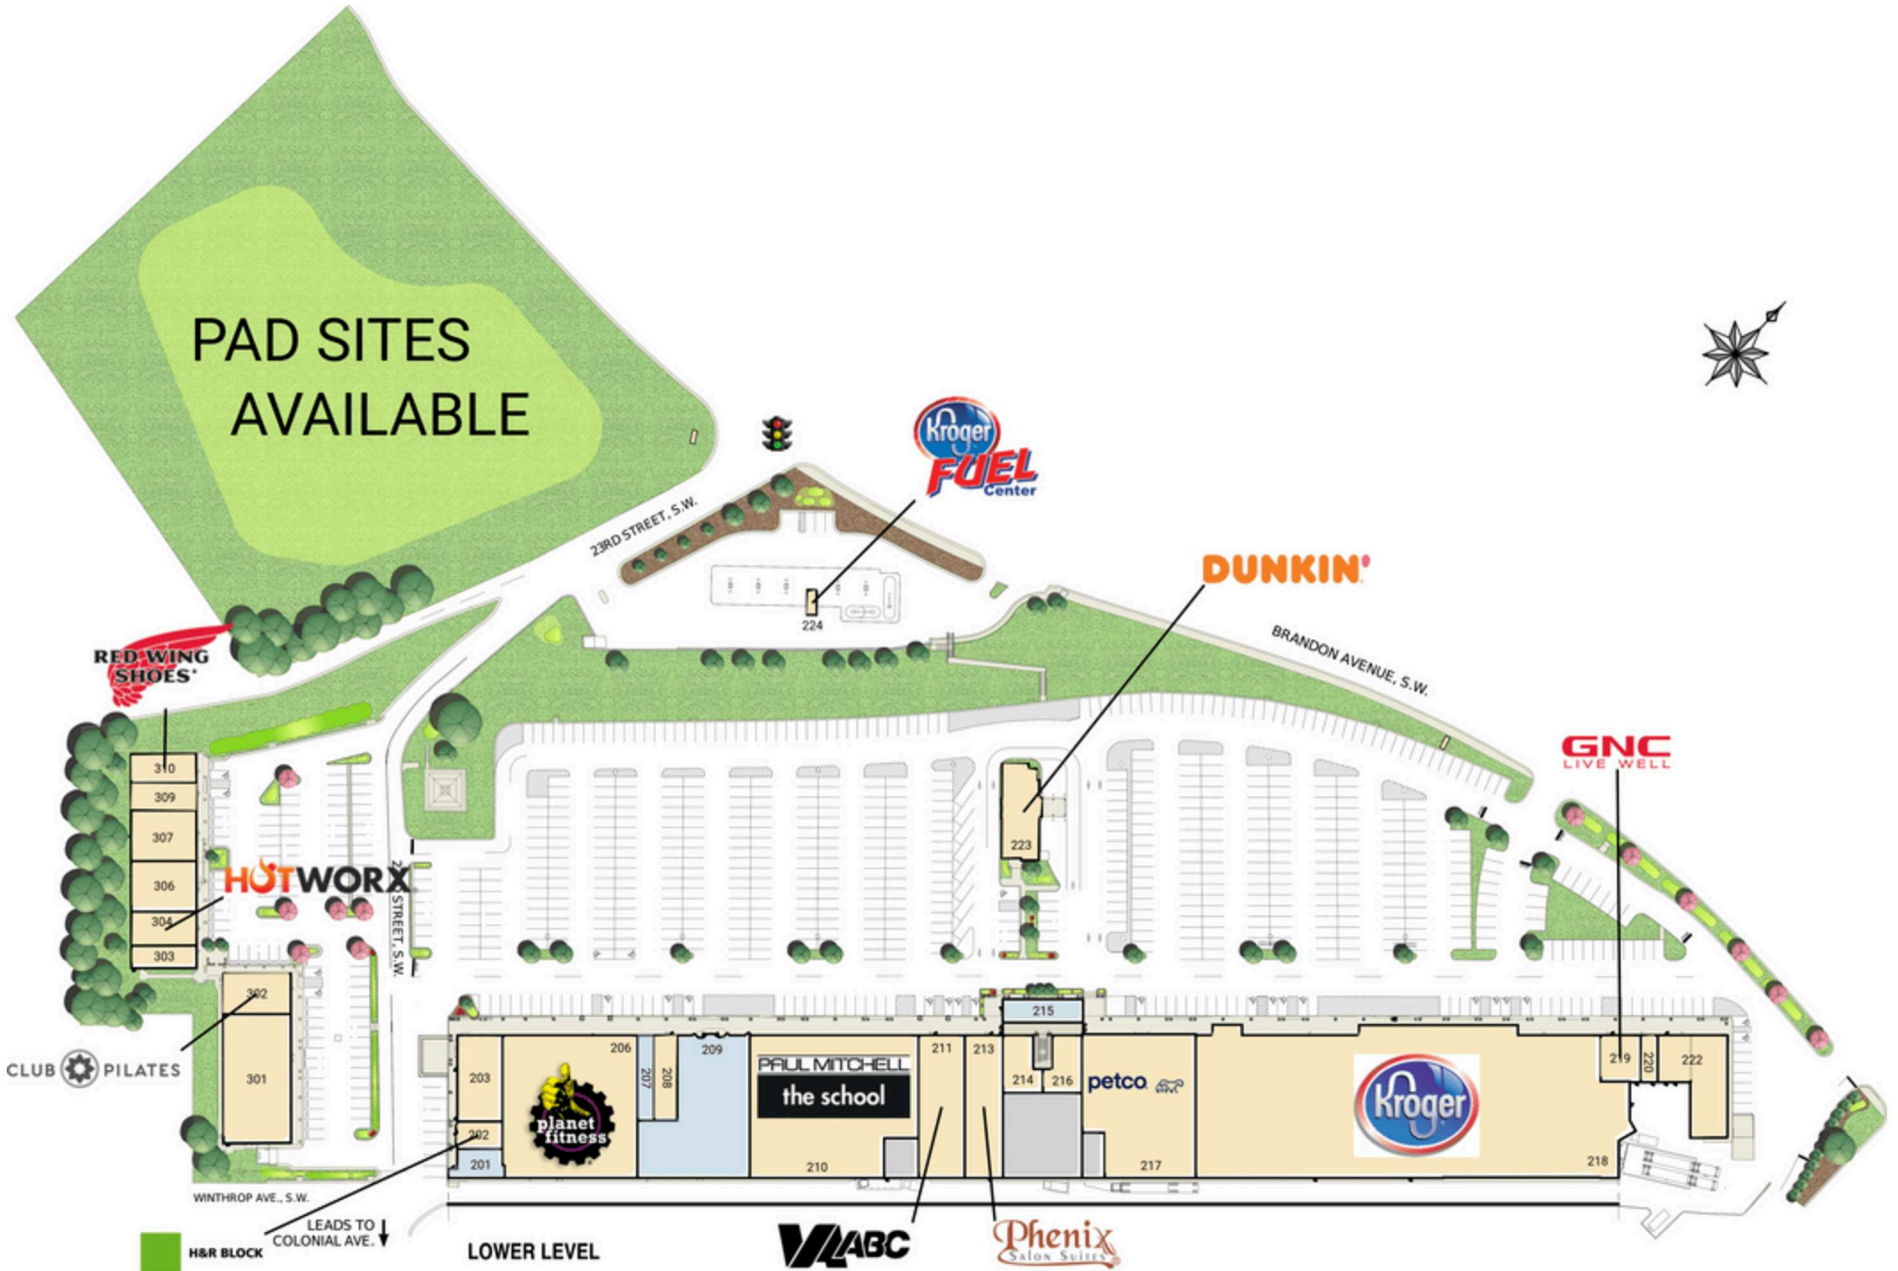 PAD SITES
AVAILABLE
Kroger
FUEL
Center
23RD STREET, S.W.
224
DUNKIN'
BRANDON AVENUE, S.W.
RED WING
SHOES
GNC
LIVE WELL
310
309
307
306
304
303
HOTWORX
STREET, S.W.
223
302
301
CLUB PILATES
WINTHROP AVE., S.W.
LEADS TO
COLONIAL AVE.
H&R BLOCK
203
202
201
206
planet
fitness
207
208
209
PAUL MITCHELL
the school
210
211
213
215
214
216
petco
217
Kroger
218
219
220
222
LOWER LEVEL
VA ABC
Phenix
SALON SUITES